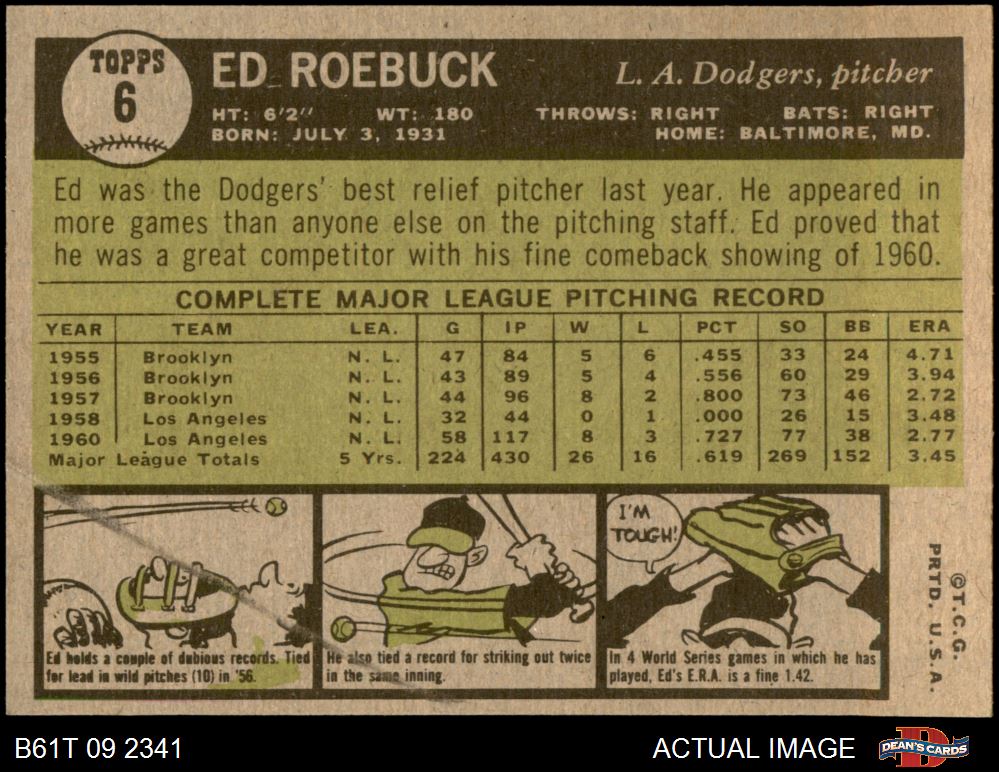 TOPPS
6
ED ROEBUCK
L. A. Dodgers, pitcher
HT: 6'2" WT: 180 THROWS: RIGHT BATS: RIGHT
BORN: JULY 3, 1931 HOME: BALTIMORE, MD.
Ed was the Dodgers' best relief pitcher last year. He appeared in
more games than anyone else on the pitching staff. Ed proved that
he was a great competitor with his fine comeback showing of 1960.
COMPLETE MAJOR LEAGUE PITCHING RECORD
YEAR TEAM LEA. G IP W L PCT SO BB ERA
1955 Brooklyn N. L. 47 84 5 6 .455 33 24 4.71
1956 Brooklyn N. L. 43 89 5 4 .556 60 29 3.94
1957 Brooklyn N. L. 44 96 8 2 .800 73 46 2.72
1958 Los Angeles N. L. 32 44 0 1 .000 26 15 3.48
1960 Los Angeles N. L. 58 117 8 3 .727 77 38 2.77
Major League Totals 5 Yrs. 224 430 26 16 .619 269 152 3.45
Ed holds a couple of dubious records. Tied
for lead in wild pitches (10) in '56.
He also tied a record for striking out twice
in the same inning.
I'M
TOUGH!
In 4 World Series games in which he has
played, Ed's E.R.A. is a fine 1.42.
©T.C.G.
PRTD. U.S.A.
B61T 09 2341
ACTUAL IMAGE
DEAN'S CARDS